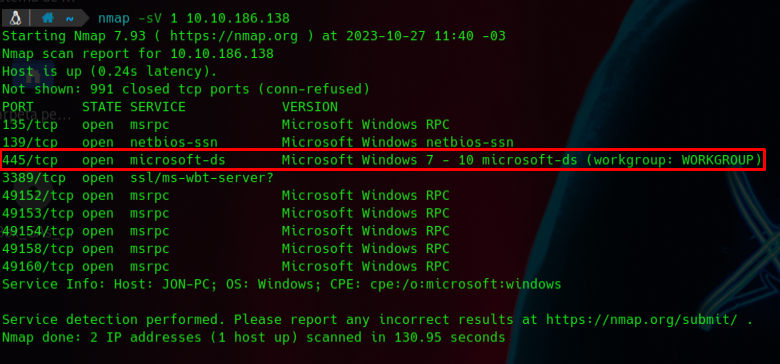 ~ nmap -sV 1 10.10.186.138
Starting Nmap 7.93 ( https://nmap.org ) at 2023-10-27 11:40 -03
Nmap scan report for 10.10.186.138
Host is up (0.24s latency).
Not shown: 991 closed tcp ports (conn-refused)
PORT STATE SERVICE VERSION
135/tcp open msrpc Microsoft Windows RPC
139/tcp open netbios-ssn Microsoft Windows netbios-ssn
445/tcp open microsoft-ds Microsoft Windows 7 - 10 microsoft-ds (workgroup: WORKGROUP)
3389/tcp open ssl/ms-wbt-server?
49152/tcp open msrpc Microsoft Windows RPC
49153/tcp open msrpc Microsoft Windows RPC
49154/tcp open msrpc Microsoft Windows RPC
49158/tcp open msrpc Microsoft Windows RPC
49160/tcp open msrpc Microsoft Windows RPC
Service Info: Host: JON-PC; OS: Windows; CPE: cpe:/o:microsoft:windows
Service detection performed. Please report any incorrect results at https://nmap.org/submit/ .
Nmap done: 2 IP addresses (1 host up) scanned in 130.95 seconds